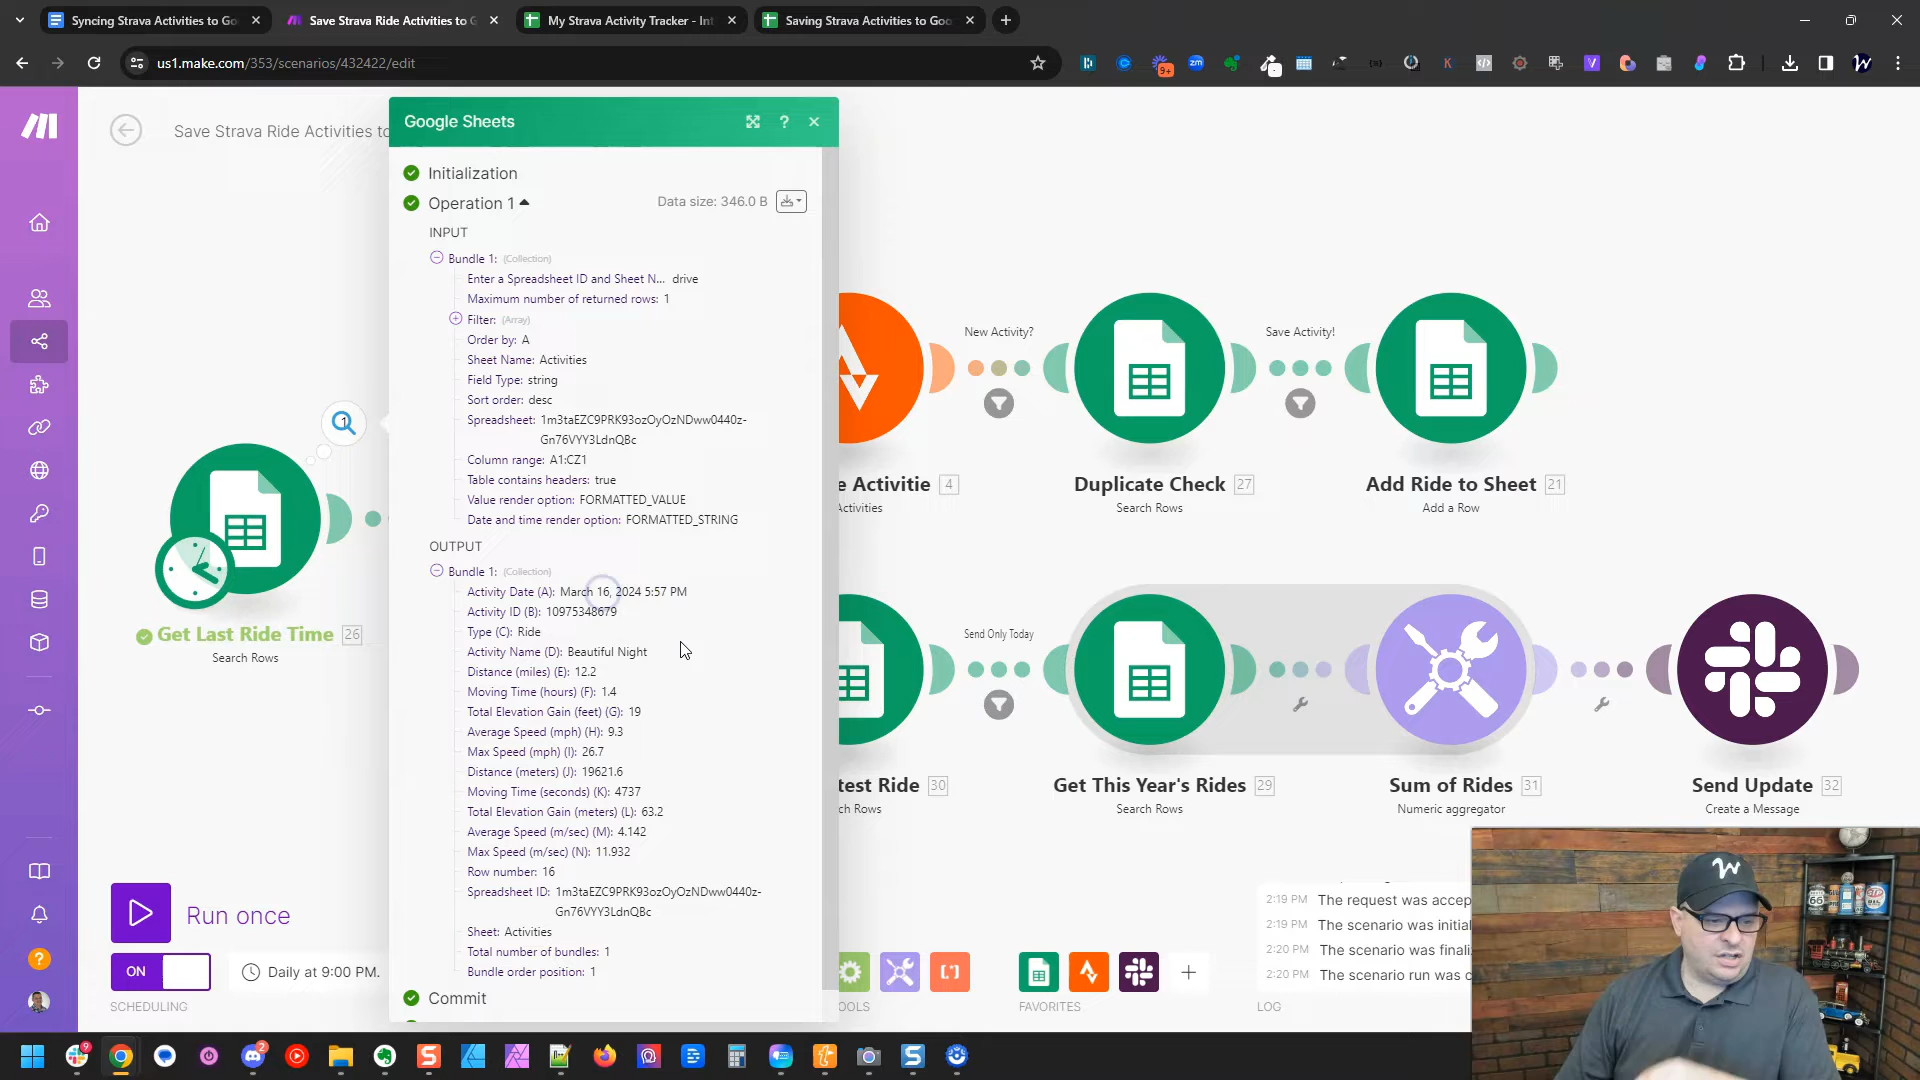 Syncing Strava Activities to Go
Save Strava Ride Activities to G
My Strava Activity Tracker - Int
Saving Strava Activities to Goo
us1.make.com/353/scenarios/432422/edit
9+
Save Strava Ride Activities to
Google Sheets
Initialization
Operation 1
Data size: 346.0 B
INPUT
Bundle 1: (Collection)
Enter a Spreadsheet ID and Sheet N... drive
Maximum number of returned rows: 1
Filter: (Array)
Order by: A
Sheet Name: Activities
Field Type: string
Sort order: desc
Spreadsheet: 1m3taEZC9PRK93ozOyOzNDww0440z-
Gn76VYY3LdnQBc
Column range: A1:CZ1
Table contains headers: true
Value render option: FORMATTED_VALUE
Date and time render option: FORMATTED_STRING
OUTPUT
Bundle 1: (Collection)
Activity Date (A): March 16, 2024 5:57 PM
Activity ID (B): 10975348679
Type (C): Ride
Activity Name (D): Beautiful Night
Distance (miles) (E): 12.2
Moving Time (hours) (F): 1.4
Total Elevation Gain (feet) (G): 19
Average Speed (mph) (H): 9.3
Max Speed (mph) (I): 26.7
Distance (meters) (J): 19621.6
Moving Time (seconds) (K): 4737
Total Elevation Gain (meters) (L): 63.2
Average Speed (m/sec) (M): 4.142
Max Speed (m/sec) (N): 11.932
Row number: 16
Spreadsheet ID: 1m3taEZC9PRK93ozOyOzNDww0440z-
Gn76VYY3LdnQBc
Sheet: Activities
Total number of bundles: 1
Bundle order position: 1
Commit
1
Get Last Ride Time 26
Search Rows
New Activity?
Save Activity!
e Activitie 4
Activities
Duplicate Check 27
Search Rows
Add Ride to Sheet 21
Add a Row
Send Only Today
test Ride 30
ch Rows
Get This Year's Rides 29
Search Rows
Sum of Rides 31
Numeric aggregator
Send Update 32
Create a Message
Run once
ON
Daily at 9:00 PM.
SCHEDULING
OOLS
FAVORITES
LOG
2:19 PM The request was accep
2:19 PM The scenario was initial
2:20 PM The scenario was finali
2:20 PM The scenario run was c
66
9
2